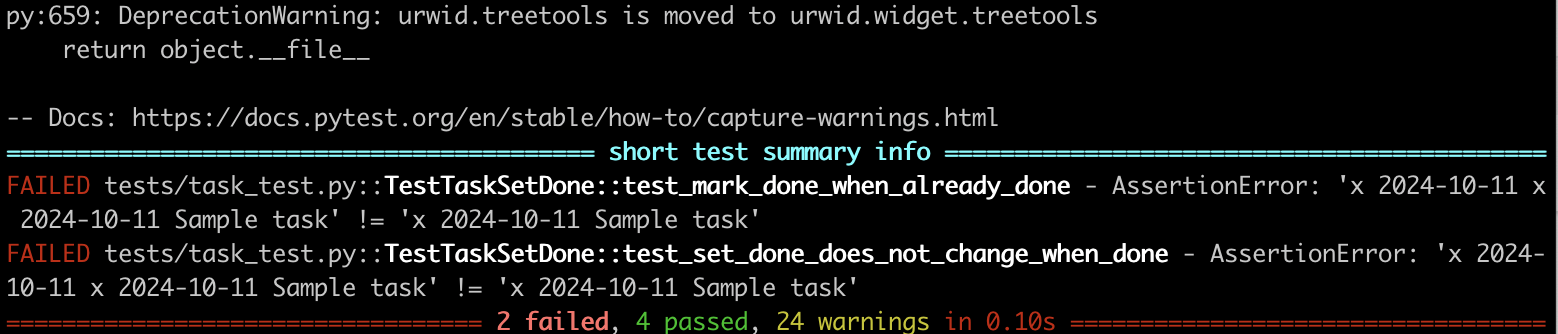 py:659: DeprecationWarning: urwid.treetools is moved to urwid.widget.treetools
    return object.__file__

-- Docs: https://docs.pytest.org/en/stable/how-to/capture-warnings.html
========================================== short test summary info ===========================================
FAILED tests/task_test.py::TestTaskSetDone::test_mark_done_when_already_done - AssertionError: 'x 2024-10-11 x
 2024-10-11 Sample task' != 'x 2024-10-11 Sample task'
FAILED tests/task_test.py::TestTaskSetDone::test_set_done_does_not_change_when_done - AssertionError: 'x 2024-
10-11 x 2024-10-11 Sample task' != 'x 2024-10-11 Sample task'
================================== 2 failed, 4 passed, 24 warnings in 0.10s ==================================